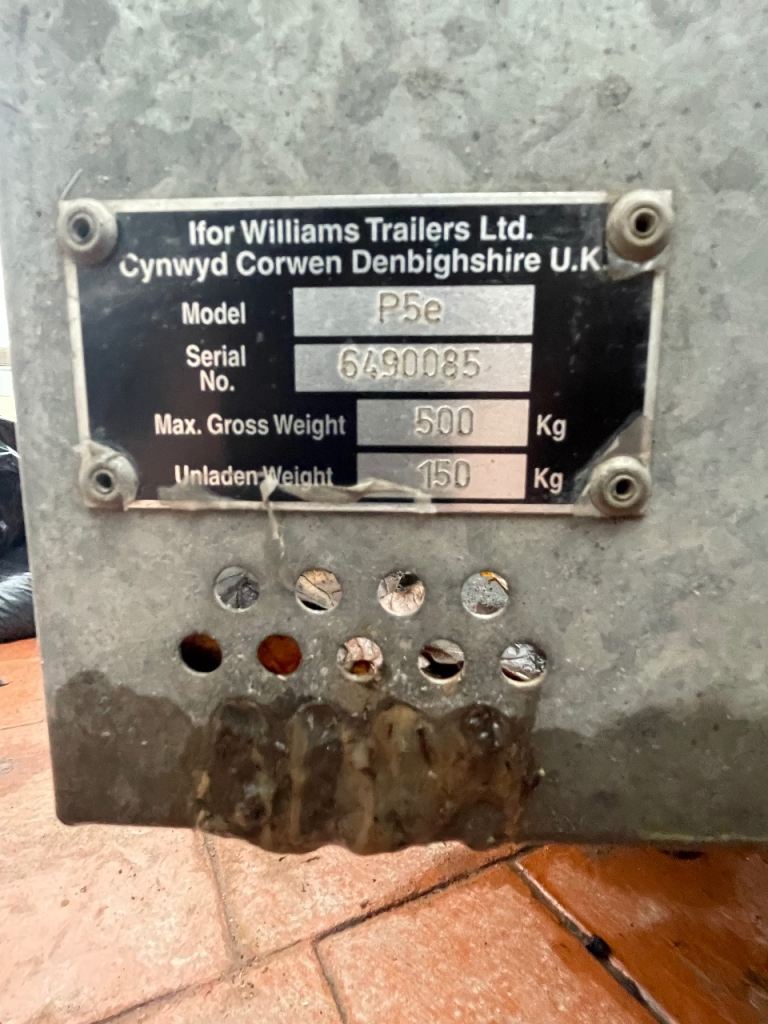 Ifor Williams Trailers Ltd.
Cynwyd Corwen Denbighshire U.K.
Model P5e
Serial No. 6490085
Max. Gross Weight 500 Kg
Unladen Weight 150 Kg